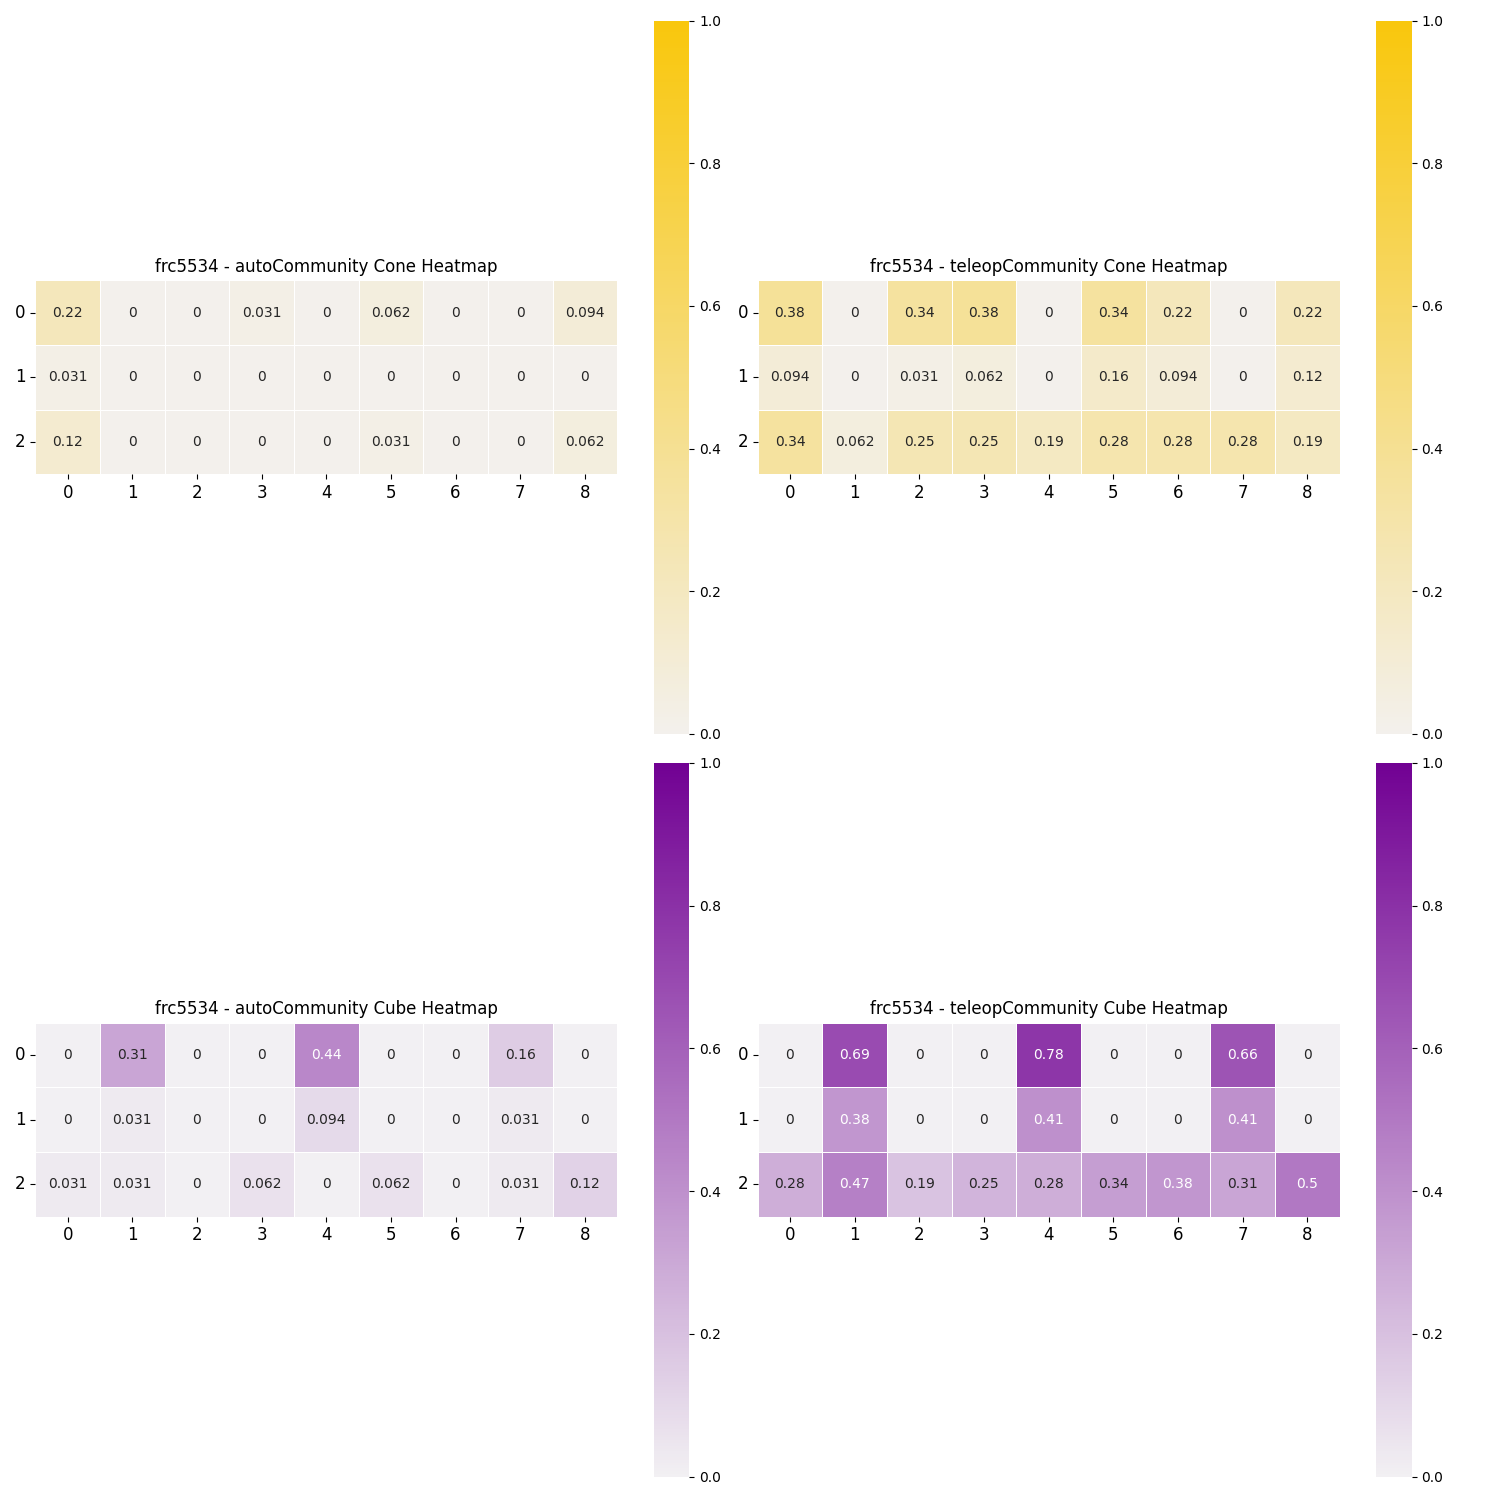 frc5534 - autoCommunity Cone Heatmap
0 0.22 0 0 0.031 0 0.062 0 0 0.094
1 0.031 0 0 0 0 0 0 0 0
2 0.12 0 0 0 0 0.031 0 0 0.062
0 1 2 3 4 5 6 7 8
1.0
0.8
0.6
0.4
0.2
0.0
frc5534 - teleopCommunity Cone Heatmap
0 0.38 0 0.34 0.38 0 0.34 0.22 0 0.22
1 0.094 0 0.031 0.062 0 0.16 0.094 0 0.12
2 0.34 0.062 0.25 0.25 0.19 0.28 0.28 0.28 0.19
0 1 2 3 4 5 6 7 8
1.0
0.8
0.6
0.4
0.2
0.0
frc5534 - autoCommunity Cube Heatmap
0 0 0.31 0 0 0.44 0 0 0.16 0
1 0 0.031 0 0 0.094 0 0 0.031 0
2 0.031 0.031 0 0.062 0 0.062 0 0.031 0.12
0 1 2 3 4 5 6 7 8
1.0
0.8
0.6
0.4
0.2
0.0
frc5534 - teleopCommunity Cube Heatmap
0 0 0.69 0 0 0.78 0 0 0.66 0
1 0 0.38 0 0 0.41 0 0 0.41 0
2 0.28 0.47 0.19 0.25 0.28 0.34 0.38 0.31 0.5
0 1 2 3 4 5 6 7 8
1.0
0.8
0.6
0.4
0.2
0.0